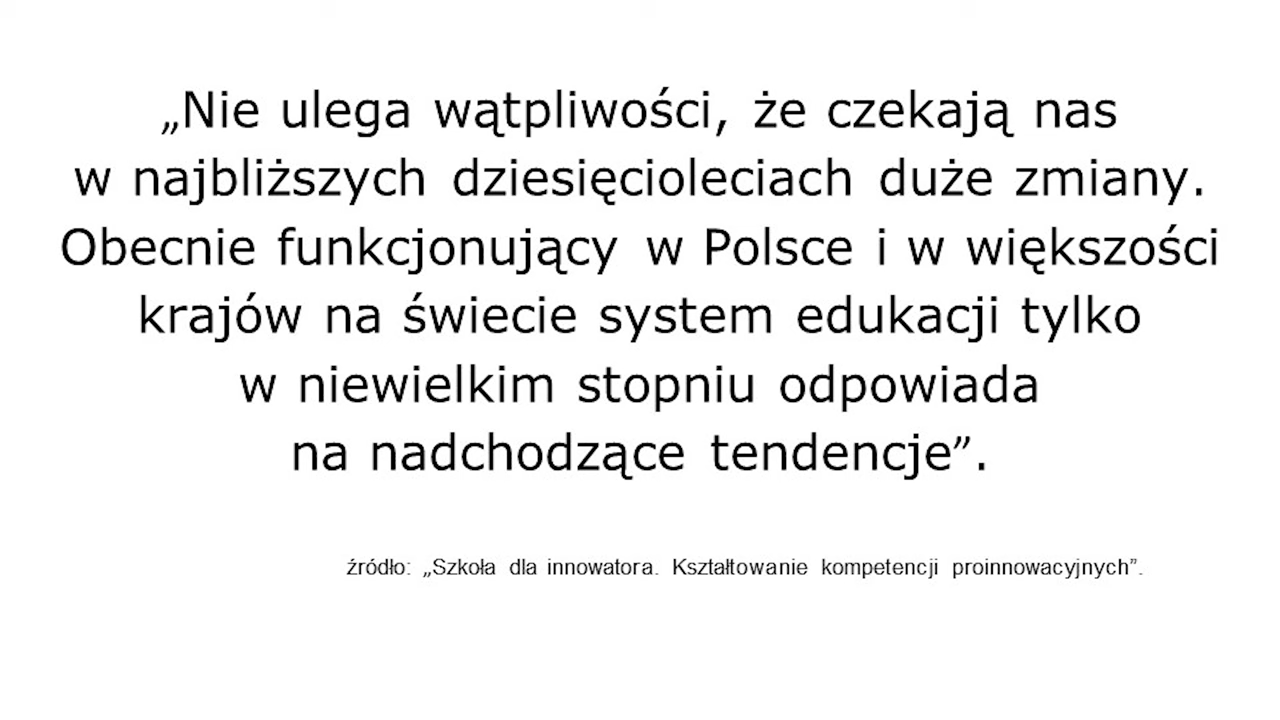 „Nie ulega wątpliwości, że czekają nas
w najbliższych dziesięcioleciach duże zmiany.
Obecnie funkcjonujący w Polsce i w większości
krajów na świecie system edukacji tylko
w niewielkim stopniu odpowiada
na nadchodzące tendencje”.
źródło: „Szkoła dla innowatora. Kształtowanie kompetencji proinnowacyjnych”.